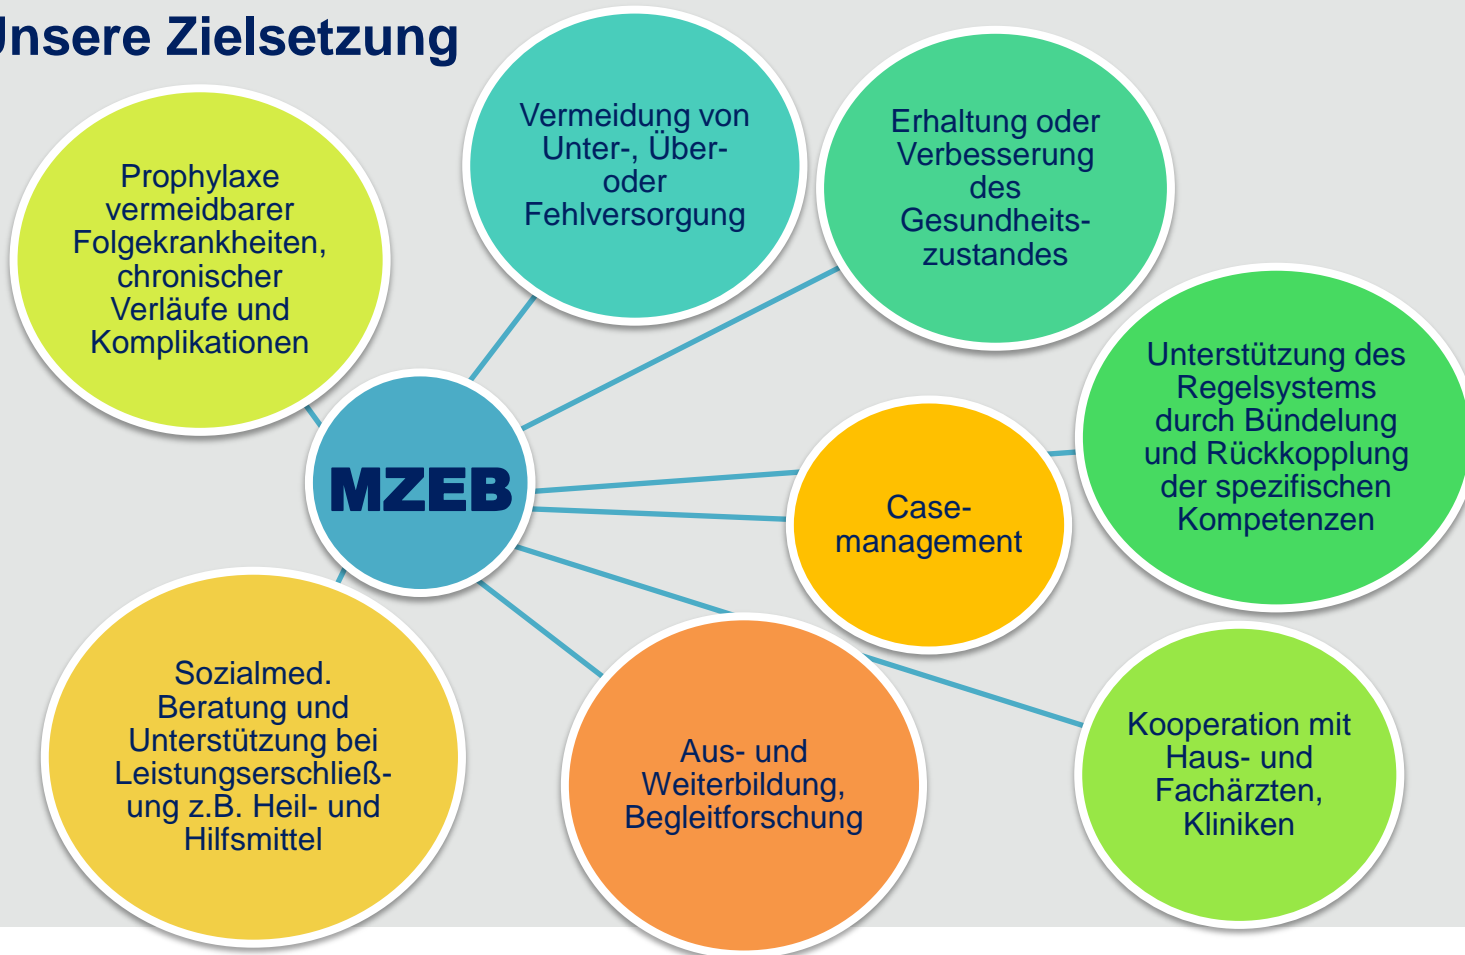 Unsere Zielsetzung
Prophylaxe
vermeidbarer
Folgekrankheiten,
chronischer
Verläufe und
Komplikationen
Vermeidung von
Unter-, Über-
oder
Fehlversorgung
Erhaltung oder
Verbesserung
des
Gesundheits-
zustandes
Unterstützung des
Regelsystems
durch Bündelung
und Rückkopplung
der spezifischen
Kompetenzen
MZEB
Case-
management
Sozialmed.
Beratung und
Unterstützung bei
Leistungserschließ-
ung z.B. Heil- und
Hilfsmittel
Aus- und
Weiterbildung,
Begleitforschung
Kooperation mit
Haus- und
Fachärzten,
Kliniken